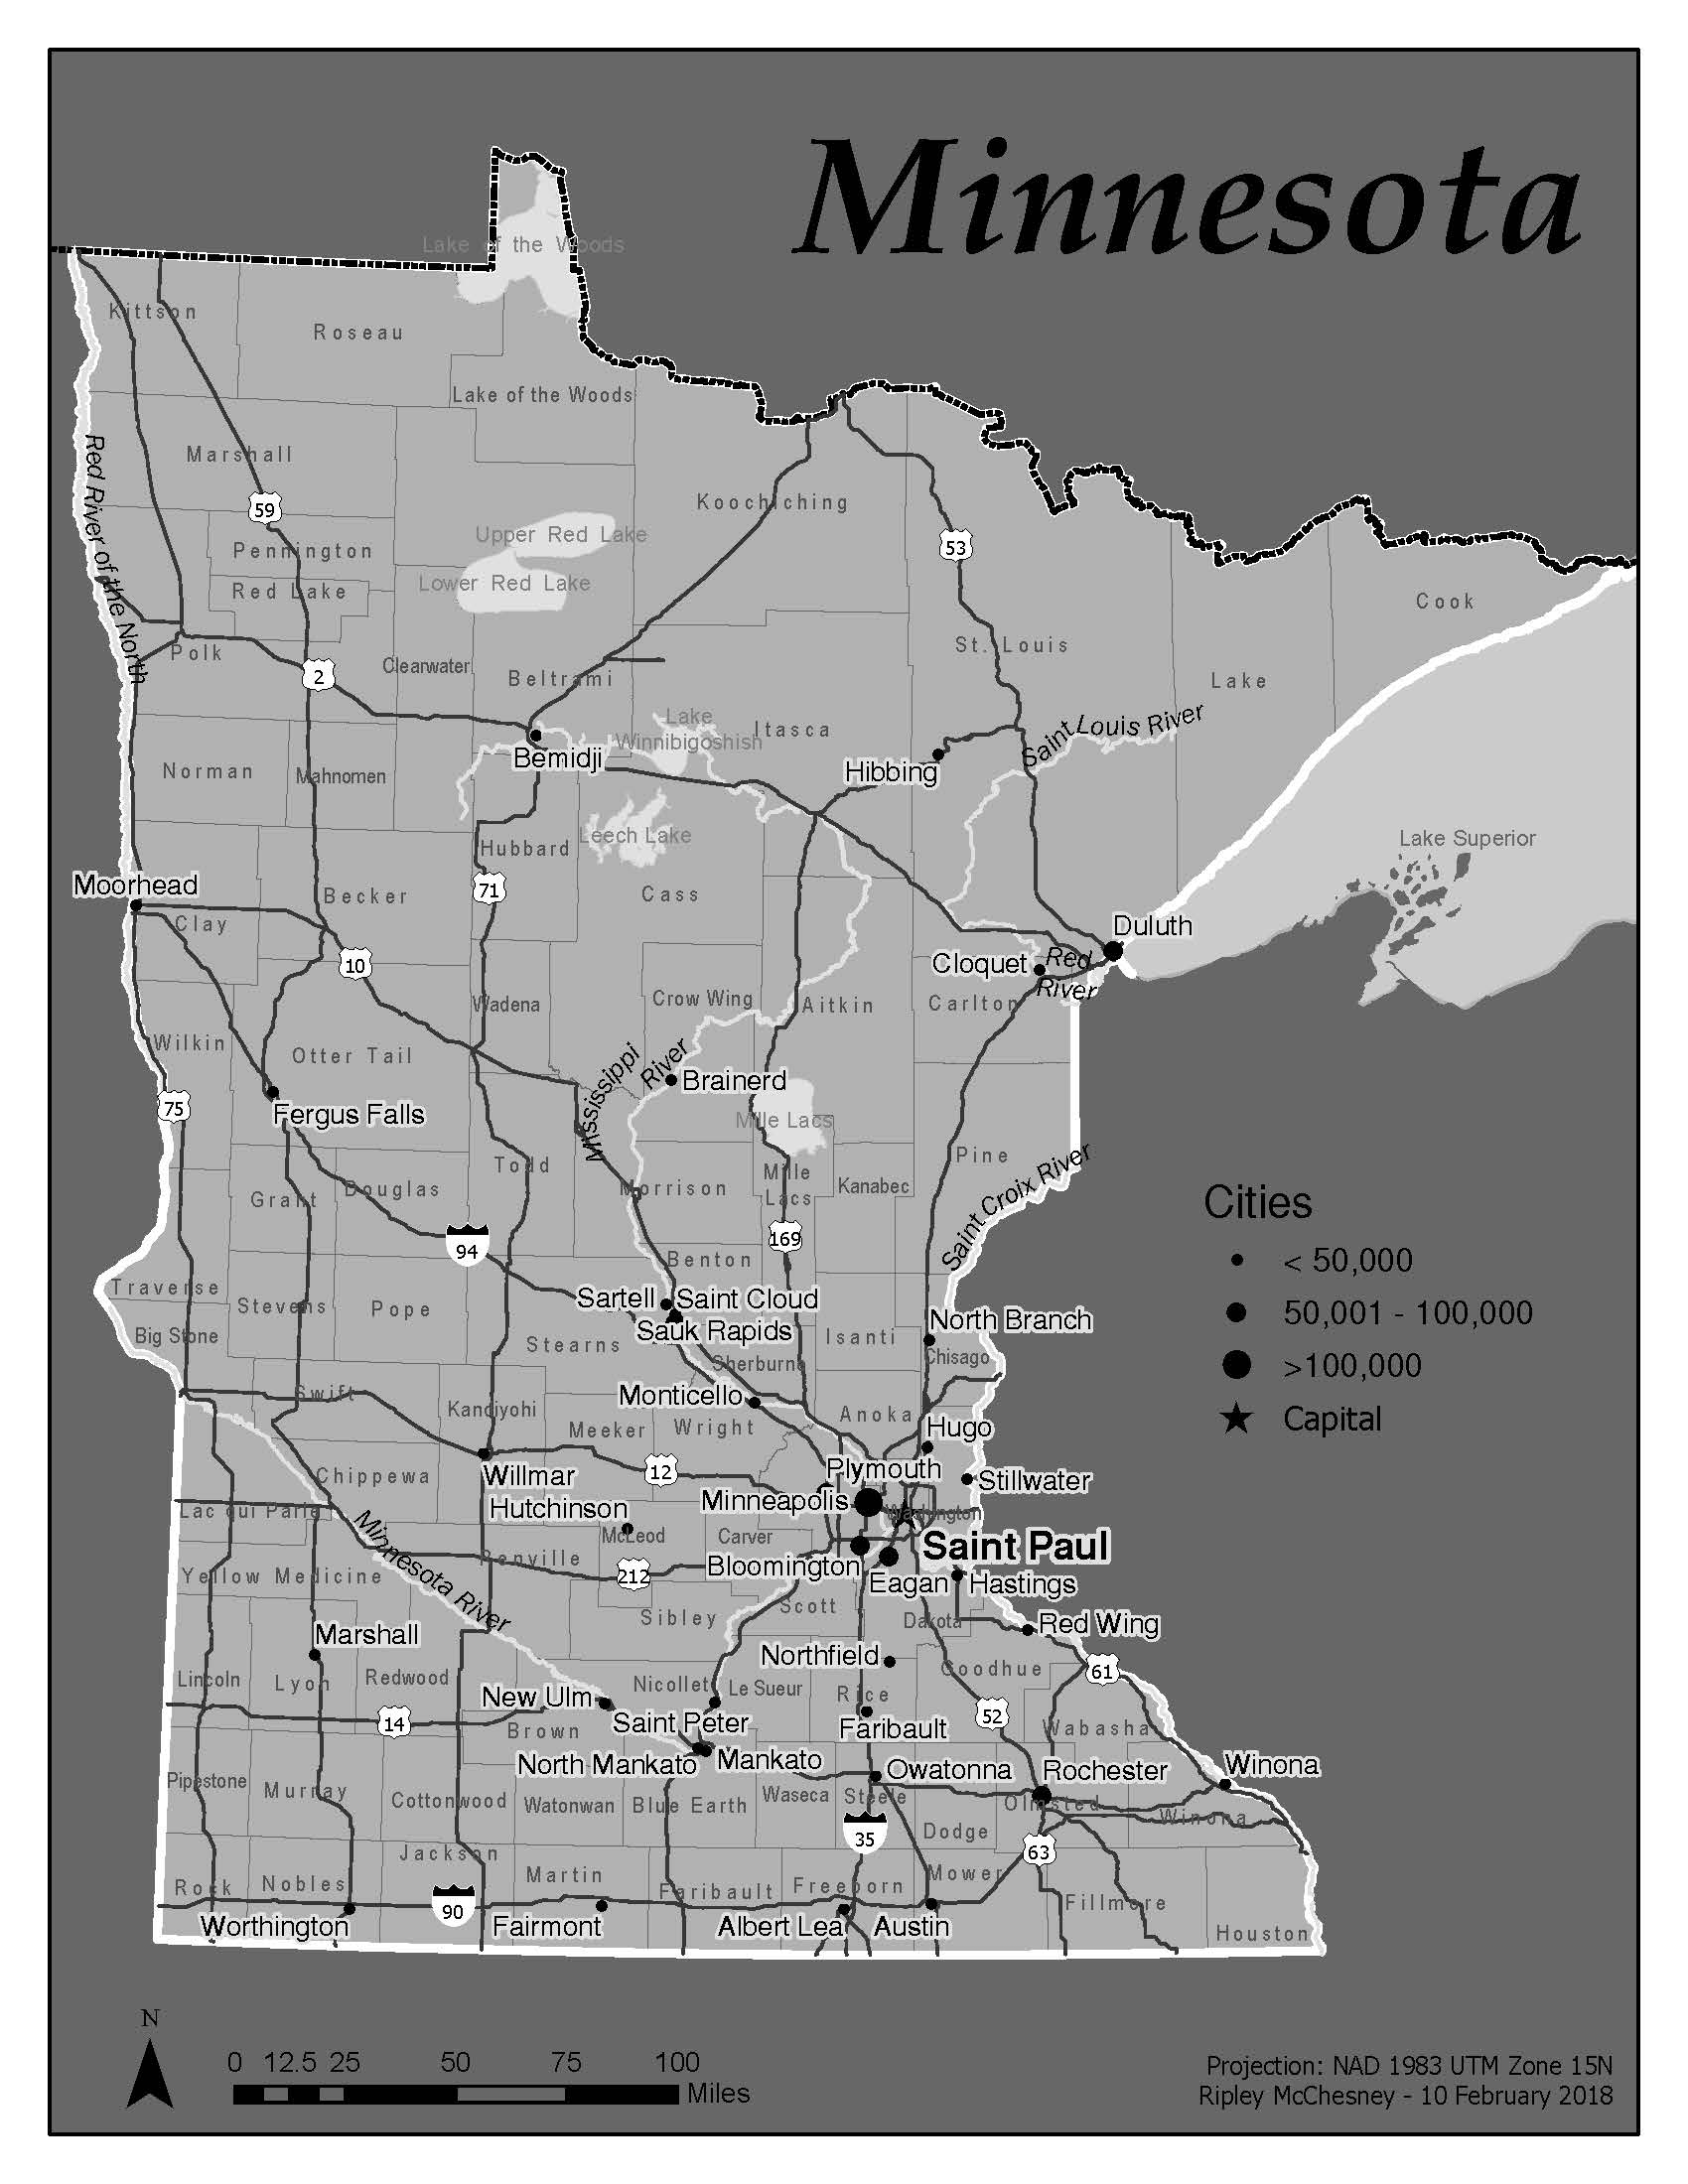 Minnesota
Lake of the Woods
Kittson
Roseau
Lake of the Woods
Marshall
Red River of the North
Koochiching
59
Upper Red Lake
53
Pennington
Lower Red Lake
Red Lake
Cook
St. Louis
Polk
Clearwater
2
Beltrami
Lake
Lake
Winnibigoshish
Itasca
Saint Louis River
Bemidji
Norman
Mahnomen
Hibbing
Leech Lake
Lake Superior
Hubbard
Moorhead
71
Becker
Cass
Clay
Duluth
10
Cloquet
Red
River
Wadena
Crow Wing
Aitkin
Carlton
Wilkin
Otter Tail
Mississippi
River
Brainerd
75
Fergus Falls
Mille Lacs
Todd
Pine
Mille
Lacs
Kanabec
Saint Croix River
Grant
Douglas
Morrison
Cities
94
169
Benton
< 50,000
Traverse
Stevens
Pope
Sartell
Saint Cloud
50,001 - 100,000
Big Stone
Sauk Rapids
Isanti
North Branch
Stearns
Sherburne
Chisago
>100,000
Swift
Monticello
Kandiyohi
Anoka
Capital
Meeker
Wright
Hugo
Chippewa
Willmar
12
Plymouth
Stillwater
Minneapolis
Hutchinson
Lac qui Parle
Washington
Minnesota River
McLeod
Carver
Saint Paul
Renville
Bloomington
Yellow Medicine
212
Eagan
Hastings
Sibley
Scott
Dakota
Red Wing
Marshall
Northfield
Lincoln
Lyon
Redwood
Nicollet
Le Sueur
Rice
Goodhue
61
New Ulm
14
Brown
Saint Peter
Faribault
52
Wabasha
North Mankato
Mankato
Owatonna
Rochester
Winona
Pipestone
Murray
Cottonwood
Watonwan
Blue Earth
Waseca
Steele
Olmsted
Winona
35
Dodge
63
Jackson
Rock
Nobles
Martin
Faribault
Freeborn
Mower
Fillmore
90
Worthington
Fairmont
Albert Lea
Austin
Houston
N
0 12.5 25 50 75 100
Miles
Projection: NAD 1983 UTM Zone 15N
Ripley McChesney - 10 February 2018